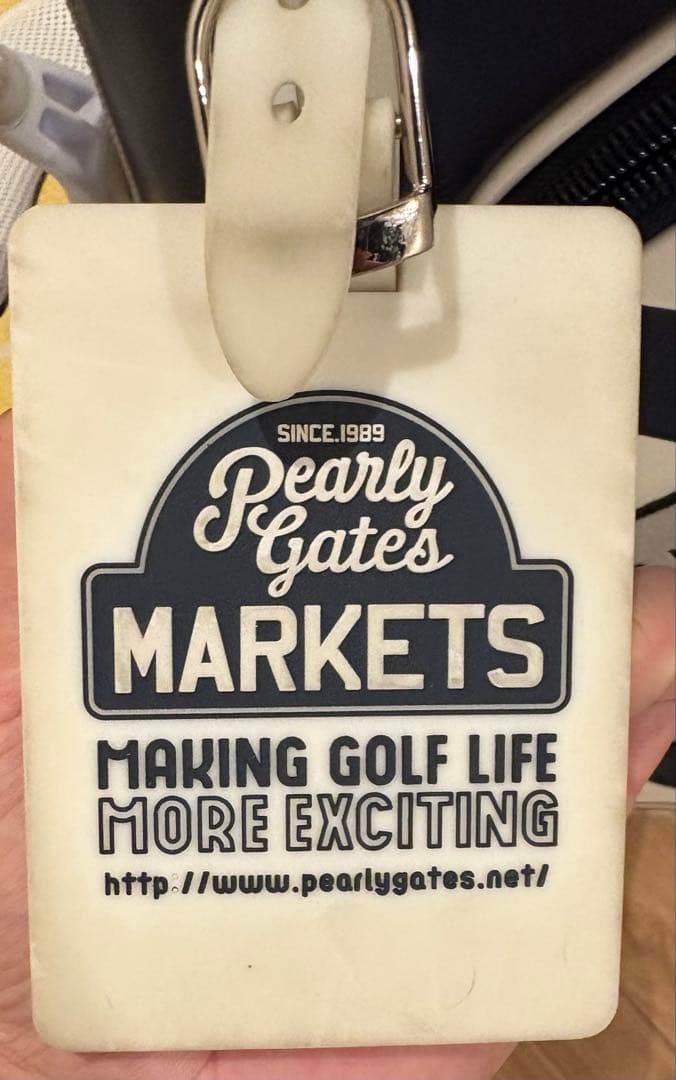 SINCE.1989
Pearly
Gates
MARKETS
MAKING GOLF LIFE
MORE EXCITING
http://www.pearlygates.net/